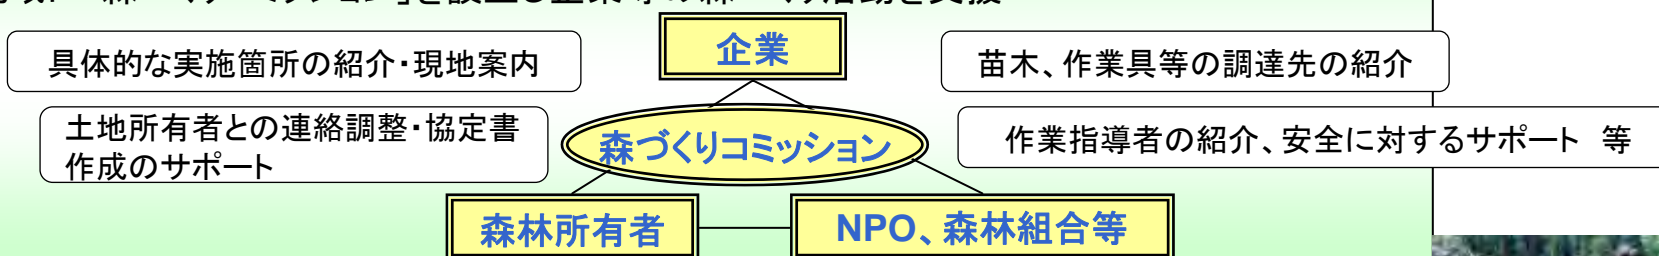 企業
具体的な実施箇所の紹介・現地案内
苗木、作業具等の調達先の紹介
土地所有者との連絡調整・協定書
作成のサポート
森づくりコミッション
作業指導者の紹介、安全に対するサポート 等
森林所有者
NPO、森林組合等